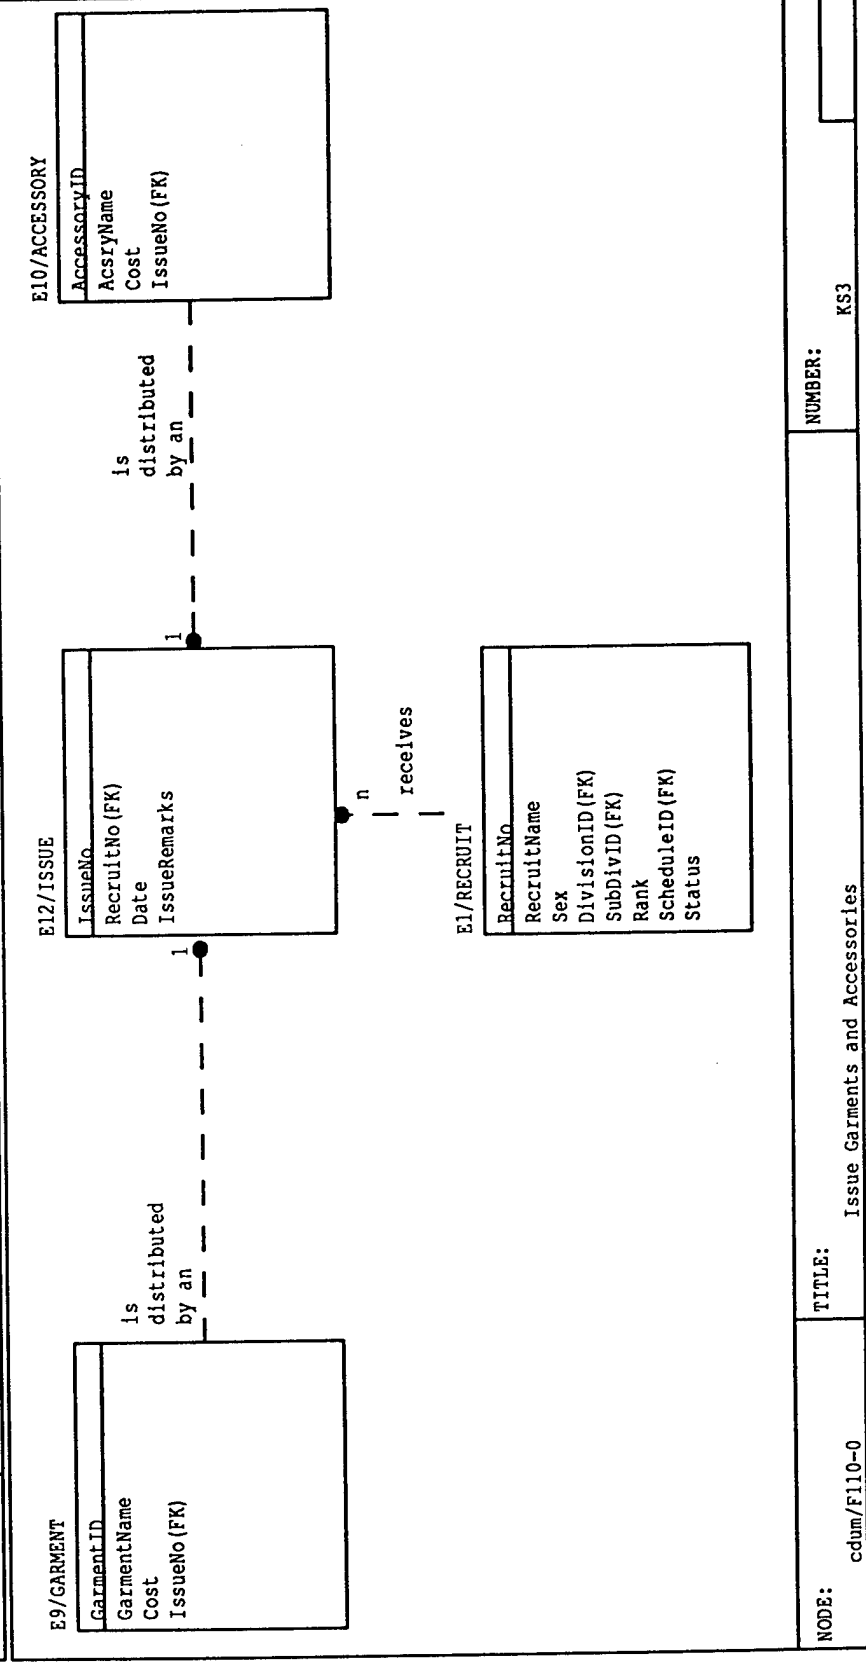 E9/GARMENT
GarmentID
GarmentName
Cost
IssueNo(FK)
is
distributed
by an
1
E12/ISSUE
IssueNo
RecruitNo(FK)
Date
IssueRemarks
1
is
distributed
by an
E10/ACCESSORY
AccessoryID
AcsryName
Cost
IssueNo(FK)
n
receives
E1/RECRUIT
RecruitNo
RecruitName
Sex
DivisionID(FK)
SubDivID(FK)
Rank
ScheduleID(FK)
Status
NODE:
cdum/F110-0
TITLE:
Issue Garments and Accessories
NUMBER:
KS3